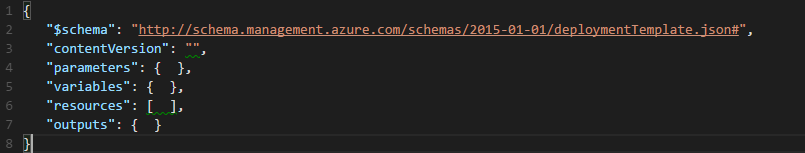 1 {
2 "$schema": "http://schema.management.azure.com/schemas/2015-01-01/deploymentTemplate.json#",
3 "contentVersion": "",
4 "parameters": {  },
5 "variables": {  },
6 "resources": [  ],
7 "outputs": {  }
8 }